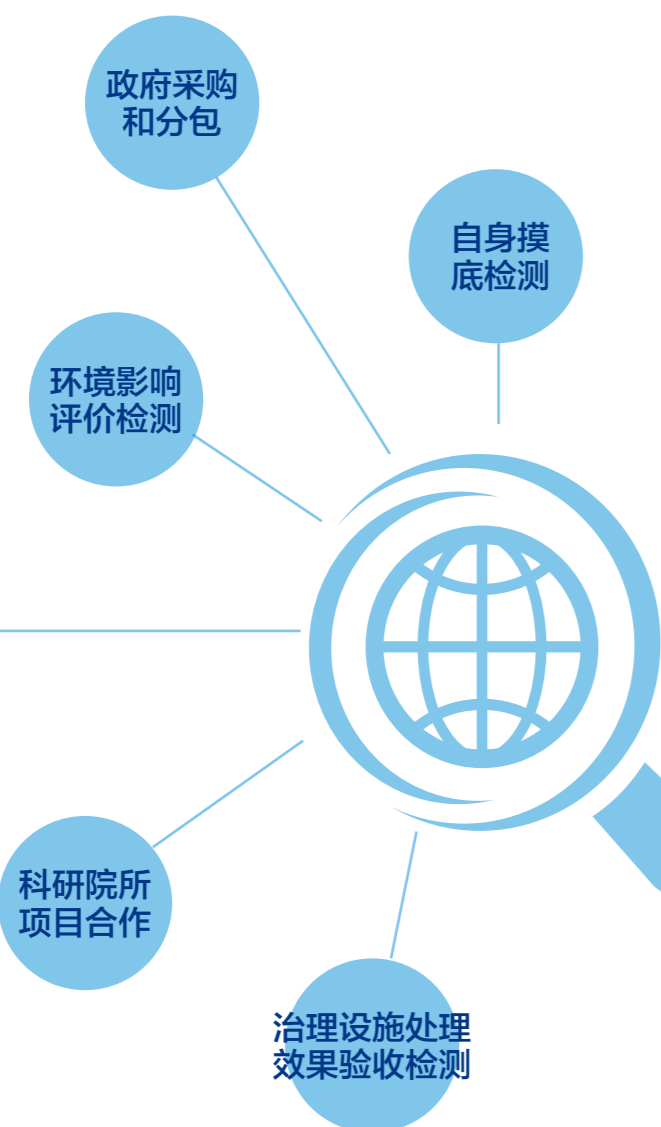 政府采购
和分包
自身摸
底检测
环境影响
评价检测
科研院所
项目合作
治理设施处理
效果验收检测